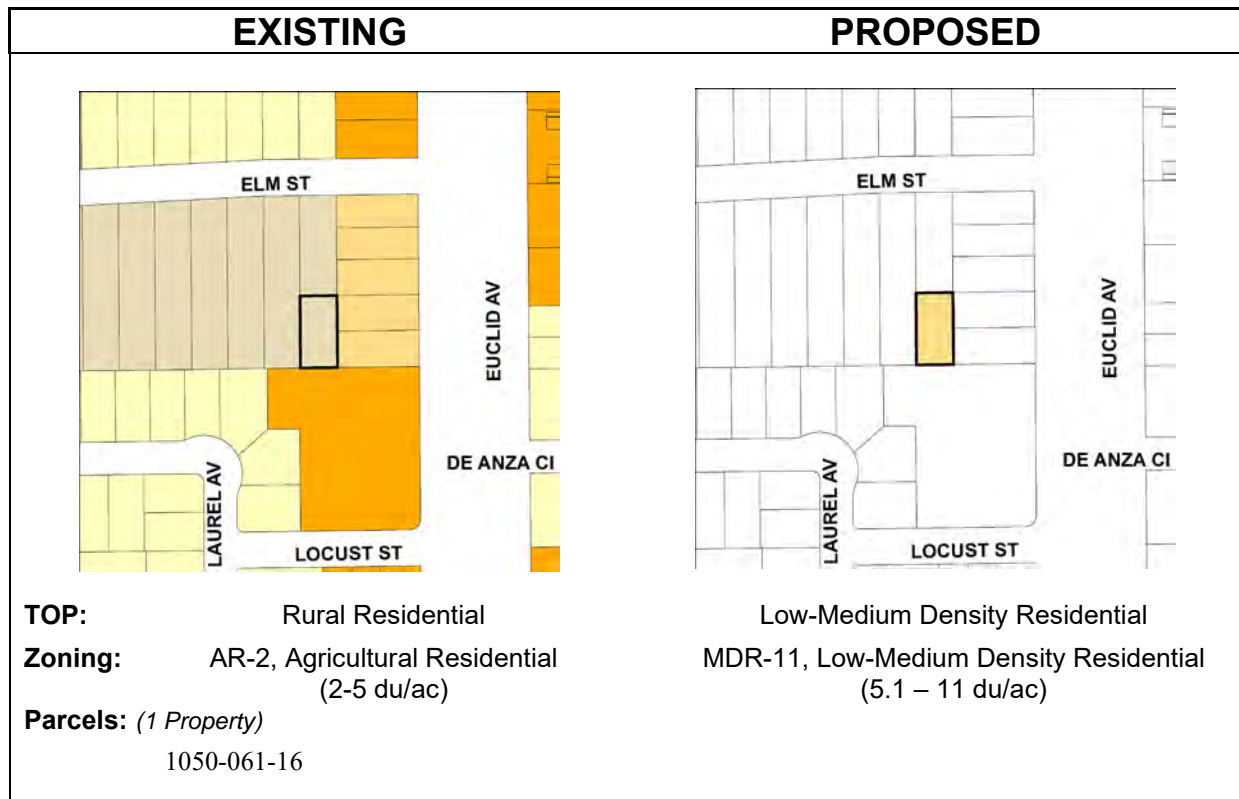 EXISTING
PROPOSED
ELM ST
EUCLID AV
DE ANZA CI
LAUREL AV
LOCUST ST
ELM ST
EUCLID AV
DE ANZA CI
LAUREL AV
LOCUST ST
TOP: Rural Residential
Low-Medium Density Residential
Zoning: AR-2, Agricultural Residential
(2-5 du/ac)
MDR-11, Low-Medium Density Residential
(5.1 – 11 du/ac)
Parcels: (1 Property)
1050-061-16